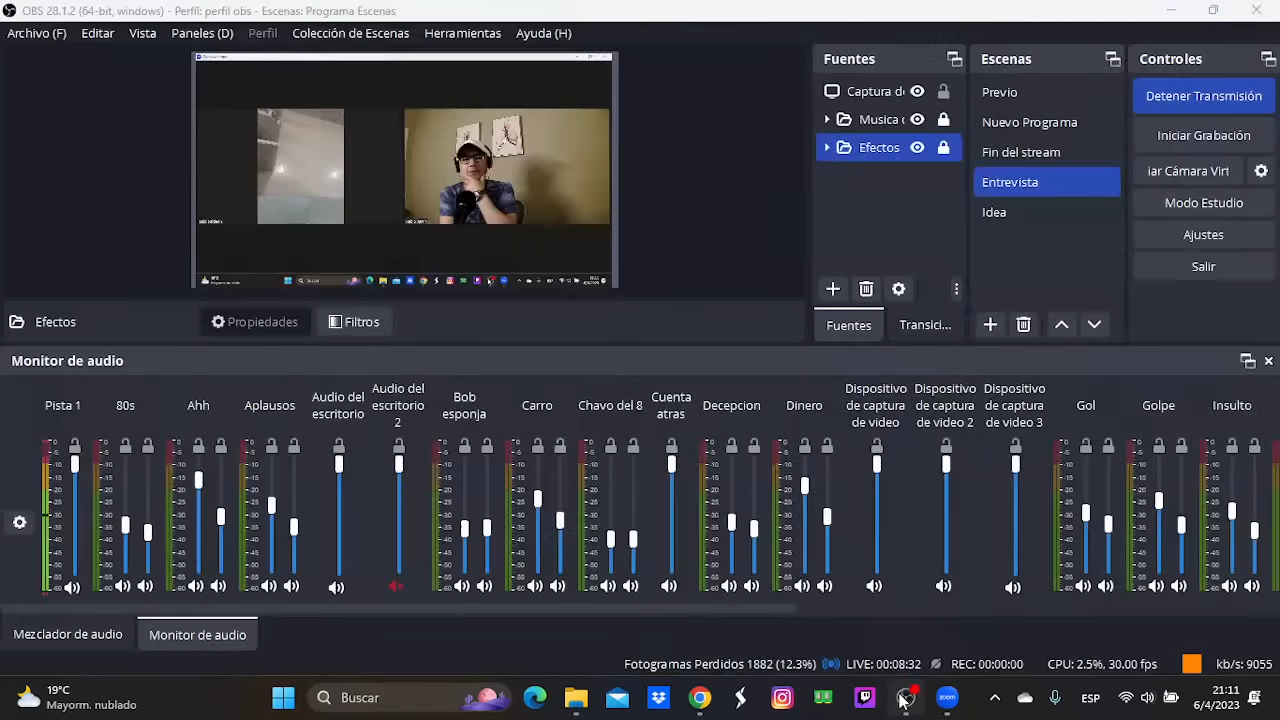 OBS 28.1.2 (64-bit, windows) - Perfil: perfil obs - Escenas: Programa Escenas
Archivo (F) Editar Vista Paneles (D) Perfil Colección de Escenas Herramientas Ayuda (H)
Fuentes
Captura de
Musica
Efectos
Fuentes
Transici...
Escenas
Previo
Nuevo Programa
Fin del stream
Entrevista
Idea
Controles
Detener Transmisión
Iniciar Grabación
iar Cámara Virt
Modo Estudio
Ajustes
Salir
Efectos
Propiedades
Filtros
Monitor de audio
Pista 1
80s
Ahh
Aplausos
Audio del
escritorio
Audio del
escritorio
2
Bob
esponja
Carro
Chavo del 8
Cuenta
atras
Decepcion
Dinero
Dispositivo
de captura
de video
Dispositivo
de captura
de video 2
Dispositivo
de captura
de video 3
Gol
Golpe
Insulto
Mezclador de audio
Monitor de audio
Fotogramas Perdidos 1882 (12.3%)
LIVE: 00:08:32
REC: 00:00:00
CPU: 2.5%, 30.00 fps
kb/s: 9055
19°C
Mayorm. nublado
Buscar
zoom
ESP
21:11
6/4/2023